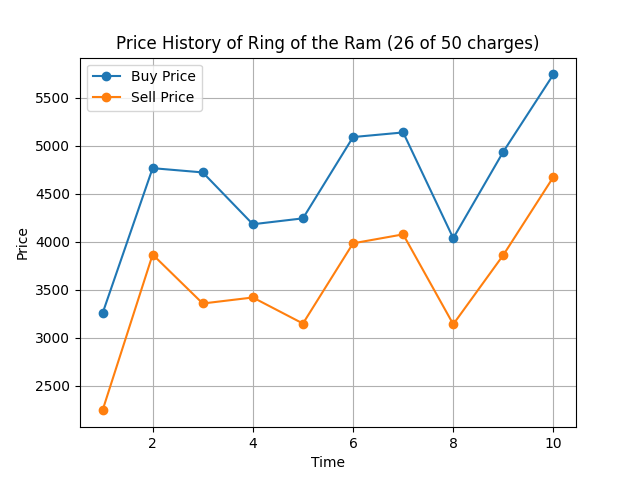 Price History of Ring of the Ram (26 of 50 charges)
Buy Price
Sell Price
5500
5000
4500
4000
3500
3000
2500
Price
2
4
6
8
10
Time